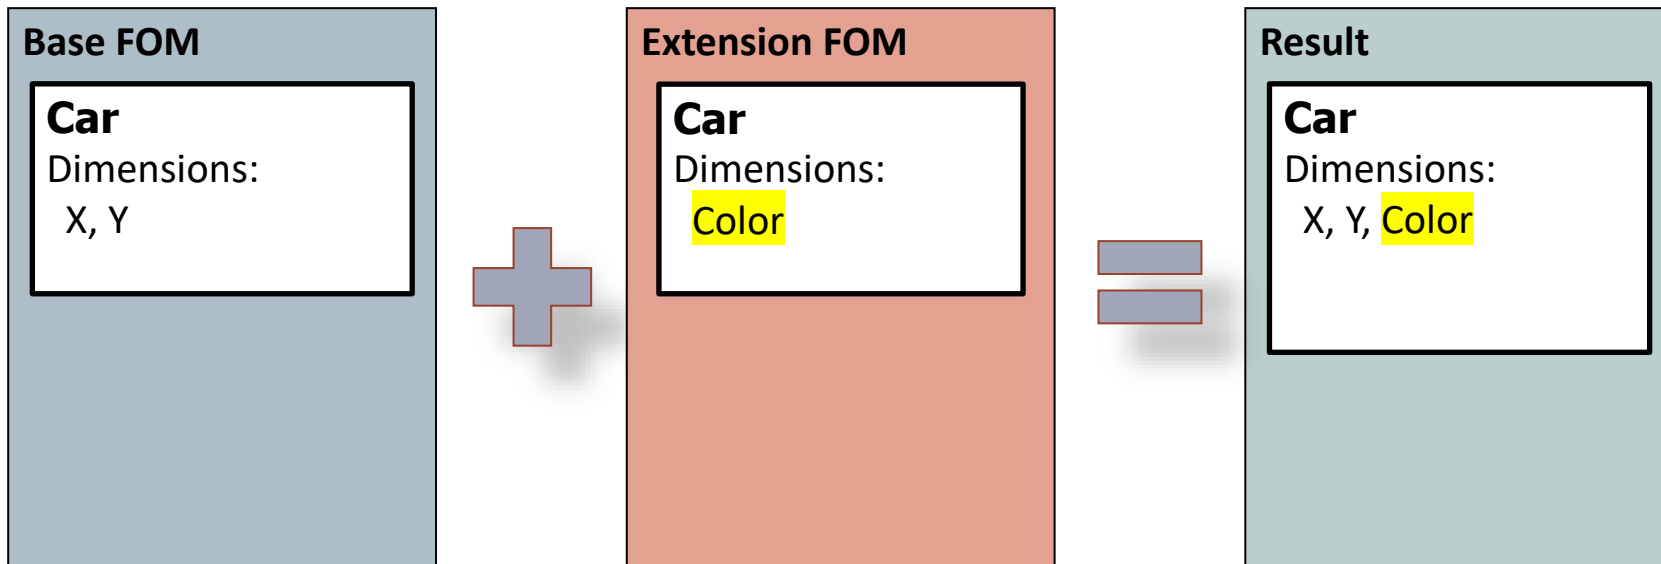 Base FOM
Car
Dimensions:
X, Y
Extension FOM
Car
Dimensions:
Color
Result
Car
Dimensions:
X, Y, Color